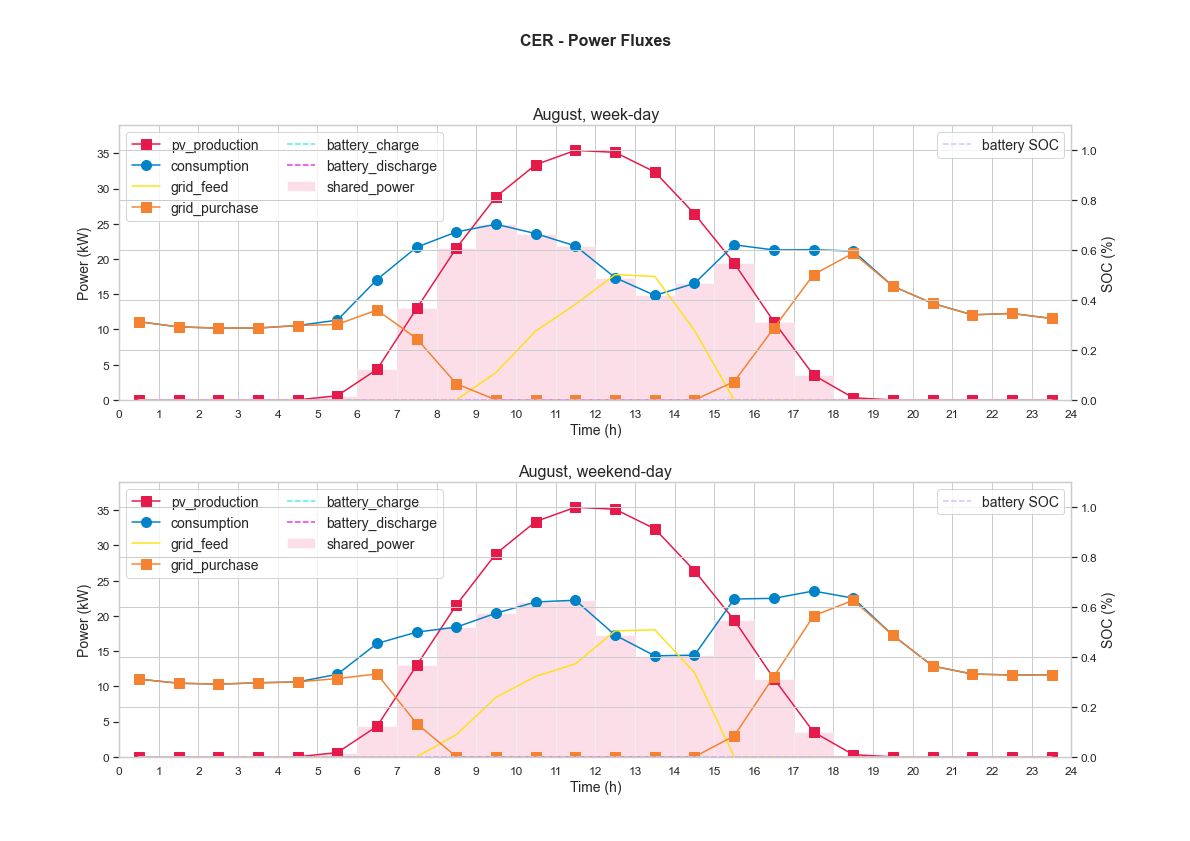 CER - Power Fluxes
August, week-day
pv_production
consumption
grid_feed
grid_purchase
battery_charge
battery_discharge
shared_power
battery SOC
Power (kW)
35
30
25
20
15
10
5
0
1.0
0.8
0.6
0.4
0.2
0.0
SOC (%)
0 1 2 3 4 5 6 7 8 9 10 11 12 13 14 15 16 17 18 19 20 21 22 23 24
Time (h)
August, weekend-day
pv_production
consumption
grid_feed
grid_purchase
battery_charge
battery_discharge
shared_power
battery SOC
Power (kW)
35
30
25
20
15
10
5
0
1.0
0.8
0.6
0.4
0.2
0.0
SOC (%)
0 1 2 3 4 5 6 7 8 9 10 11 12 13 14 15 16 17 18 19 20 21 22 23 24
Time (h)